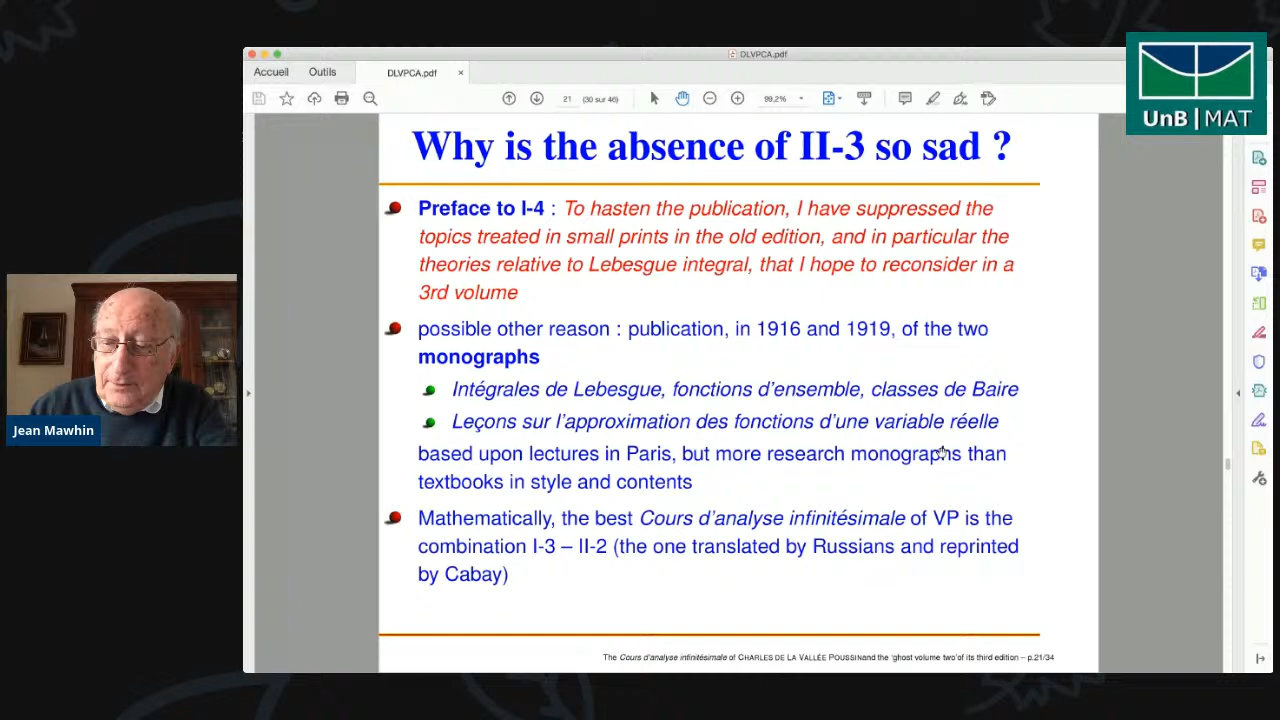 DLVPCA.pdf
Accueil Outils DLVPCA.pdf ×
21 (30 sur 46) 99,2%
UnB | MAT
Why is the absence of II-3 so sad ?
Preface to I-4 : To hasten the publication, I have suppressed the
topics treated in small prints in the old edition, and in particular the
theories relative to Lebesgue integral, that I hope to reconsider in a
3rd volume
possible other reason : publication, in 1916 and 1919, of the two
monographs
Intégrales de Lebesgue, fonctions d'ensemble, classes de Baire
Leçons sur l'approximation des fonctions d'une variable réelle
based upon lectures in Paris, but more research monographs than
textbooks in style and contents
Mathematically, the best Cours d'analyse infinitésimale of VP is the
combination I-3 – II-2 (the one translated by Russians and reprinted
by Cabay)
The Cours d'analyse infinitésimale of CHARLES DE LA VALLÉE POUSSINand the 'ghost volume two'of its third edition – p.21/34
Jean Mawhin